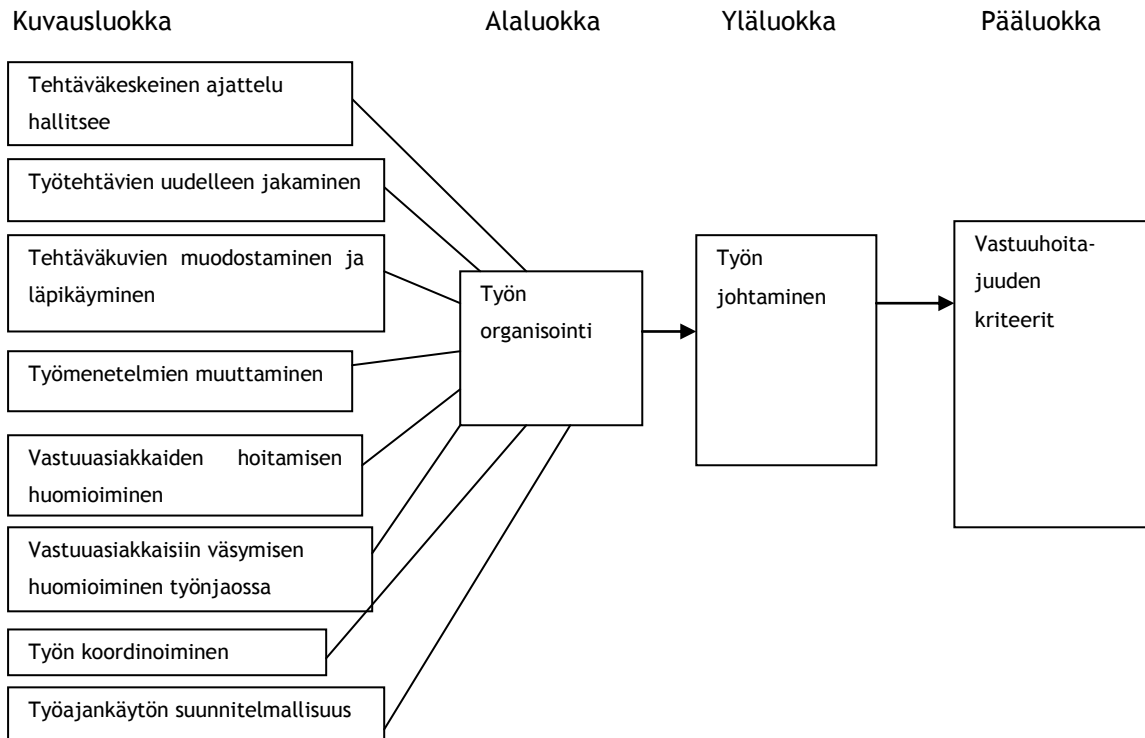 Kuvausluokka Alaluokka Yläluokka Pääluokka
Tehtäväkeskeinen ajattelu
hallitsee
Työtehtävien uudelleen jakaminen
Tehtäväkuvien muodostaminen ja
läpikäyminen
Työmenetelmien muuttaminen
Vastuuasiakkaiden hoitamisen
huomioiminen
Vastuuasiakkaisiin väsymisen
huomioiminen työnjaossa
Työn koordinoiminen
Työajankäytön suunnitelmallisuus
Työn
organisointi
Työn
johtaminen
Vastuuhoita-
juuden
kriteerit